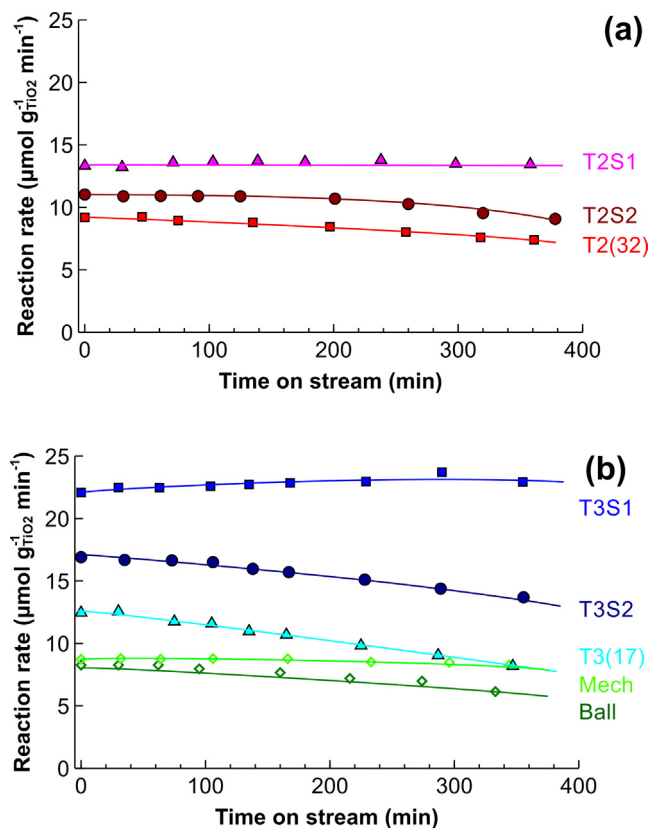 (a)
25
20
15
10
5
0
Reaction rate (µmol g⁻¹TiO2 min⁻¹)
T2S1
T2S2
T2(32)
0 100 200 300 400
Time on stream (min)
(b)
25
20
15
10
5
0
Reaction rate (µmol g⁻¹TiO2 min⁻¹)
T3S1
T3S2
T3(17)
Mech
Ball
0 100 200 300 400
Time on stream (min)